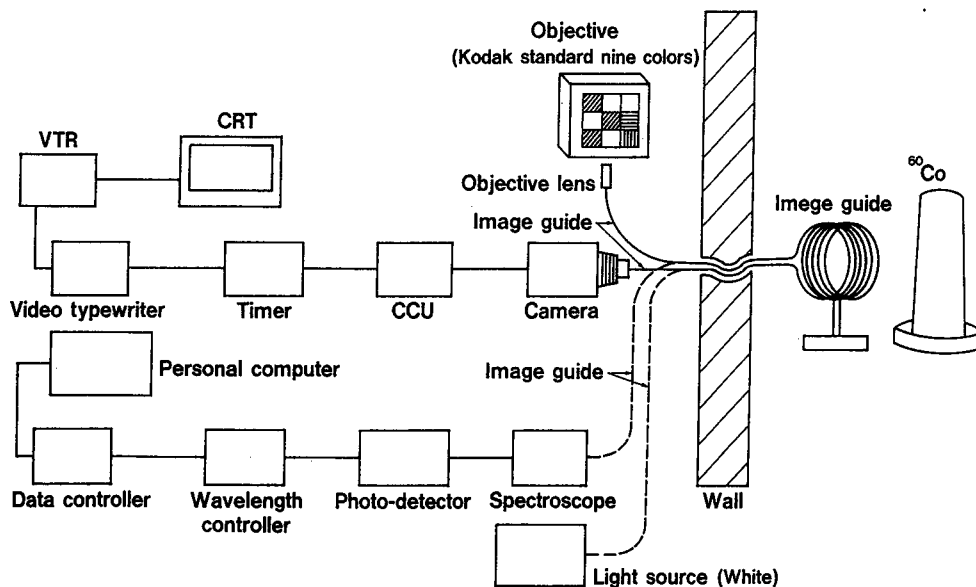 Objective
(Kodak standard nine colors)
CRT
VTR
Objective lens
Image guide
60Co
Imege guide
Video typewriter
Timer
CCU
Camera
Personal computer
Image guide
Data controller
Wavelength
controller
Photo-detector
Spectroscope
Wall
Light source (White)